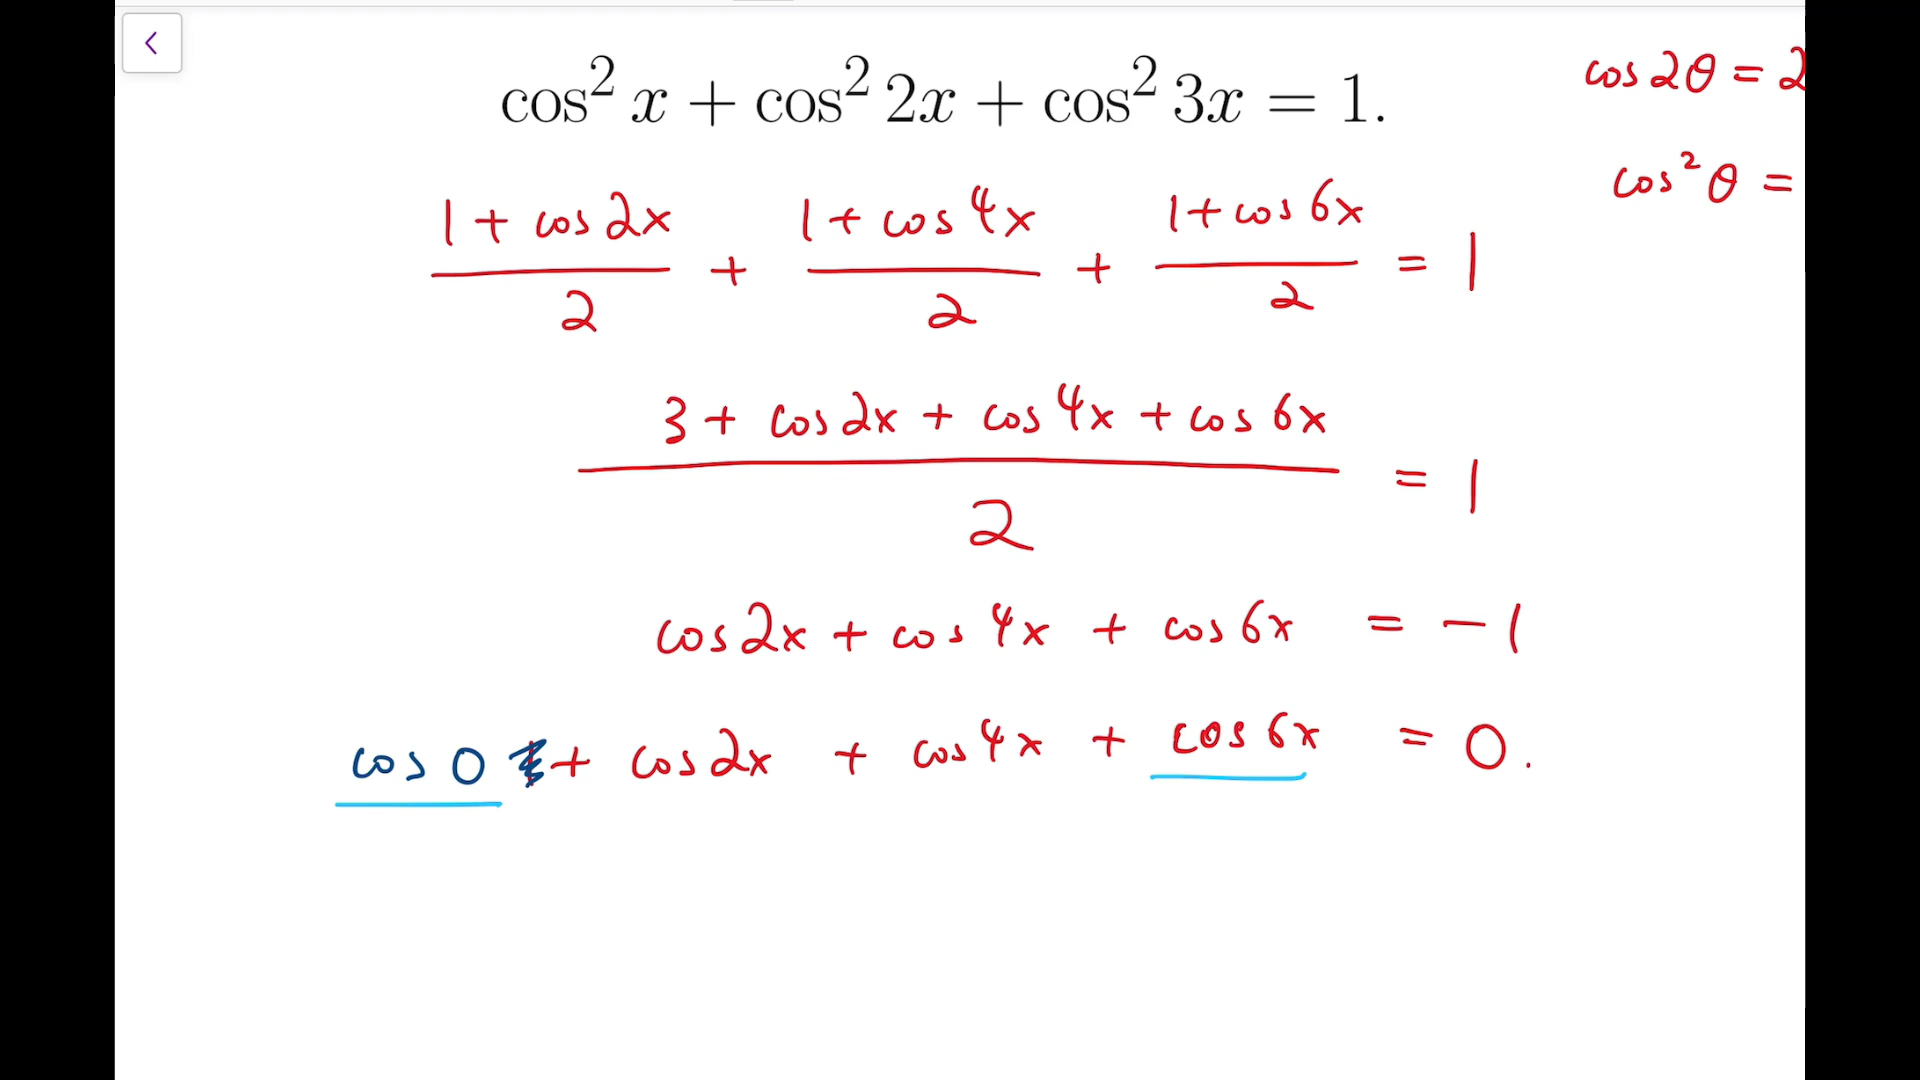 cos² x + cos² 2x + cos² 3x = 1.
cos 2θ = 2
cos² θ =
(1 + cos 2x)/2 + (1 + cos 4x)/2 + (1 + cos 6x)/2 = 1
(3 + cos 2x + cos 4x + cos 6x)/2 = 1
cos 2x + cos 4x + cos 6x = -1
cos 0 + cos 2x + cos 4x + cos 6x = 0.